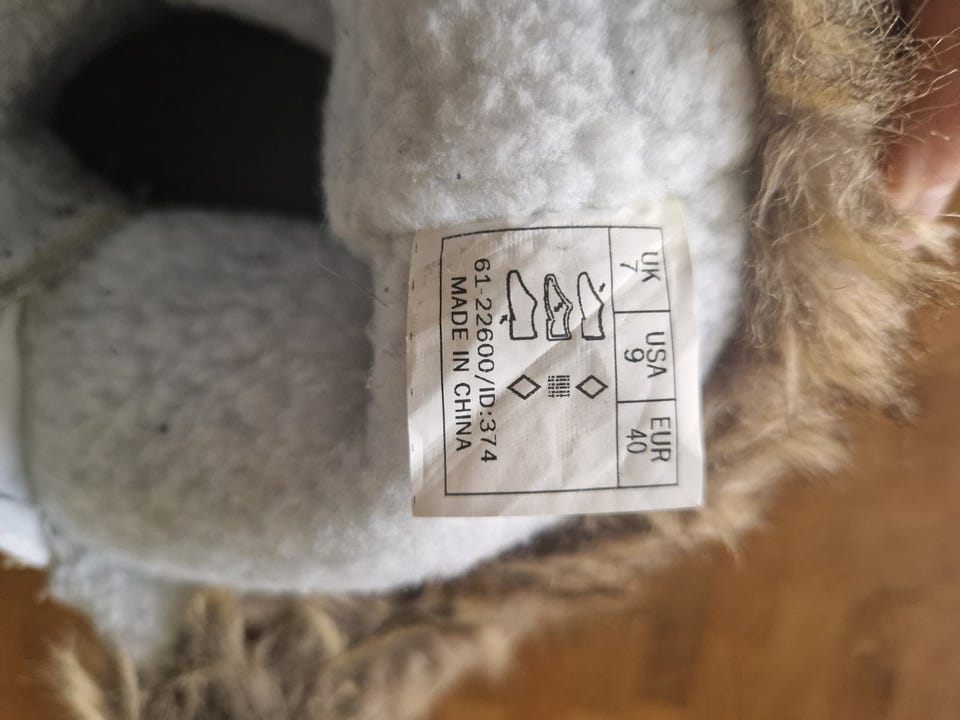 UK USA EUR
7 9 40
61-22600/ID:374
MADE IN CHINA